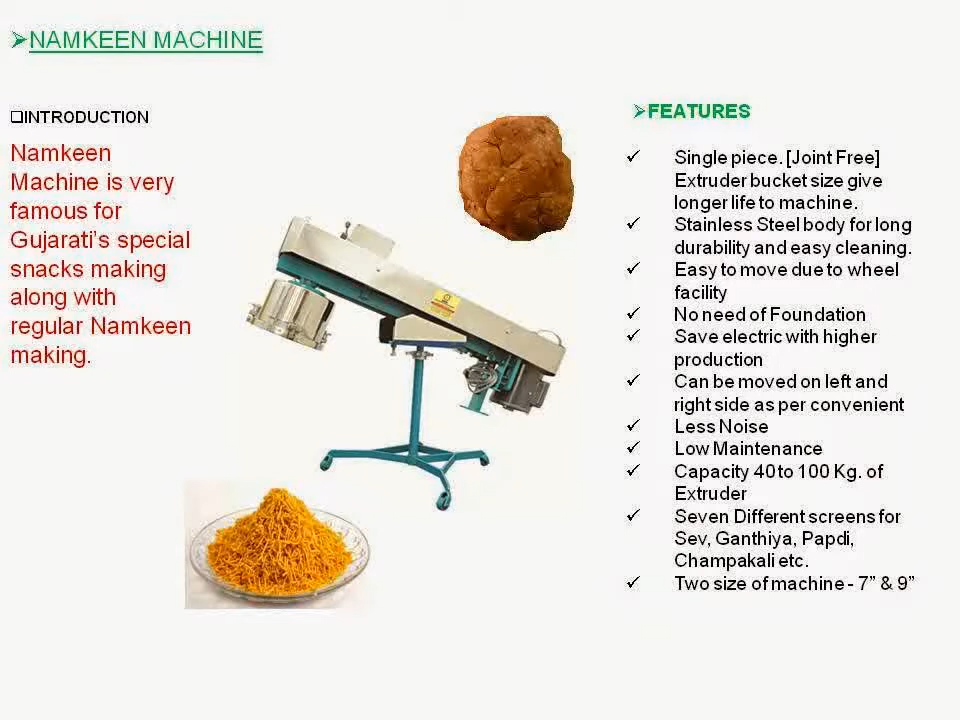 NAMKEEN MACHINE
INTRODUCTION
Namkeen
Machine is very
famous for
Gujarati's special
snacks making
along with
regular Namkeen
making.
FEATURES
Single piece. [Joint Free]
Extruder bucket size give
longer life to machine.
Stainless Steel body for long
durability and easy cleaning.
Easy to move due to wheel
facility
No need of Foundation
Save electric with higher
production
Can be moved on left and
right side as per convenient
Less Noise
Low Maintenance
Capacity 40 to 100 Kg. of
Extruder
Seven Different screens for
Sev, Ganthiya, Papdi,
Champakali etc.
Two size of machine - 7” & 9”